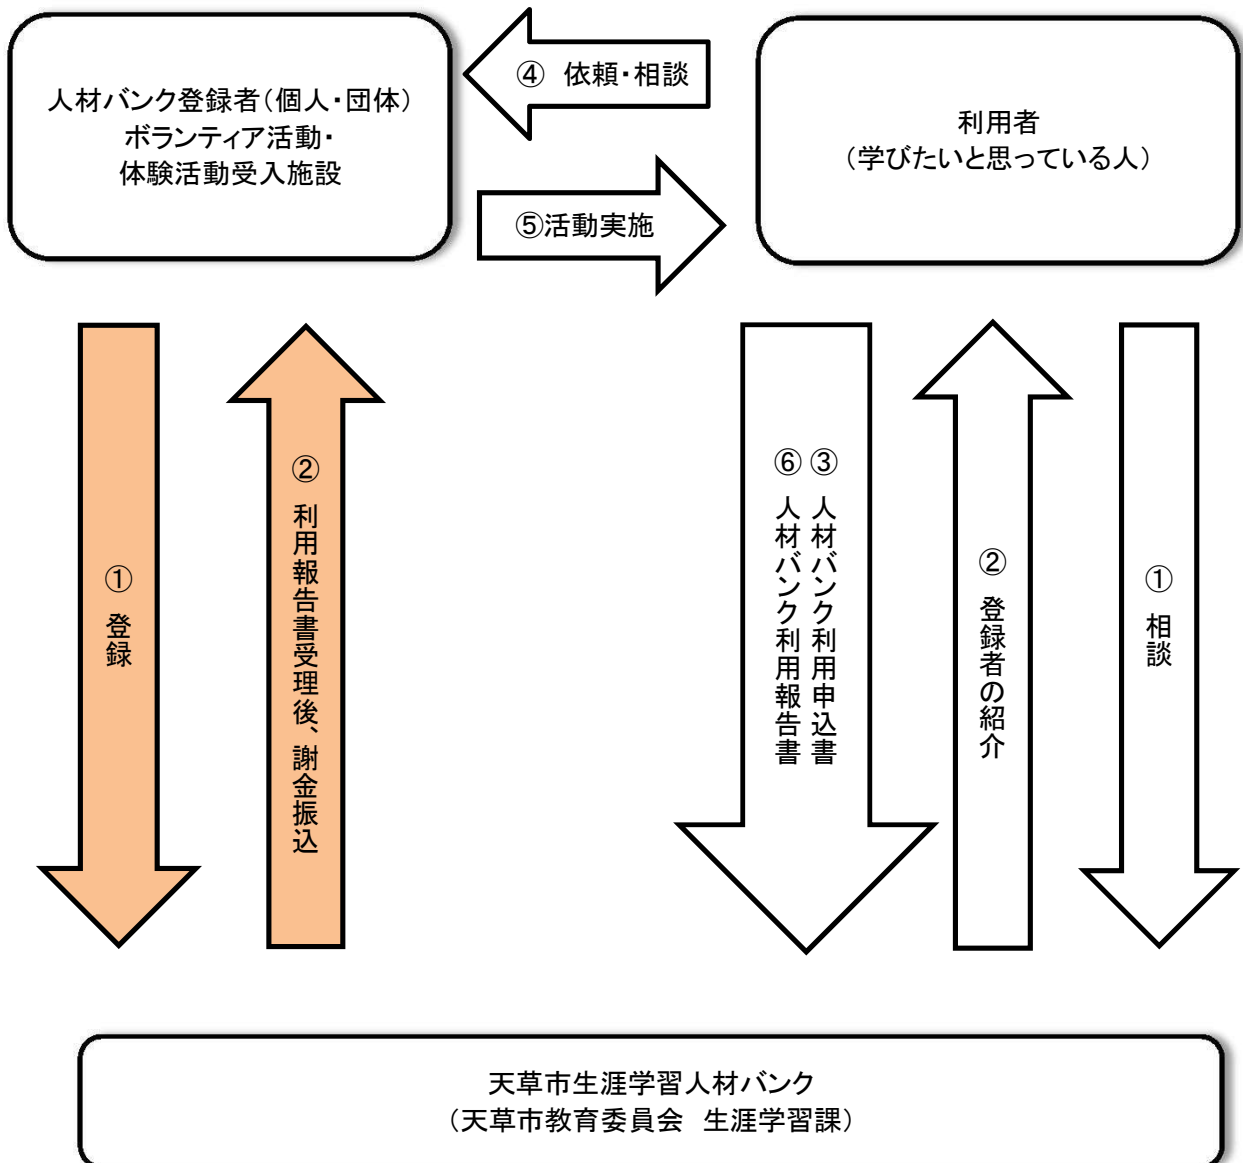 人材バンク登録者(個人・団体)
ボランティア活動・
体験活動受入施設
④ 依頼・相談
⑤活動実施
利用者
(学びたいと思っている人)
① 登録
② 利用報告書受理後、謝金振込
③ 人材バンク利用申込書
⑥ 人材バンク利用報告書
② 登録者の紹介
① 相談
天草市生涯学習人材バンク
(天草市教育委員会 生涯学習課)